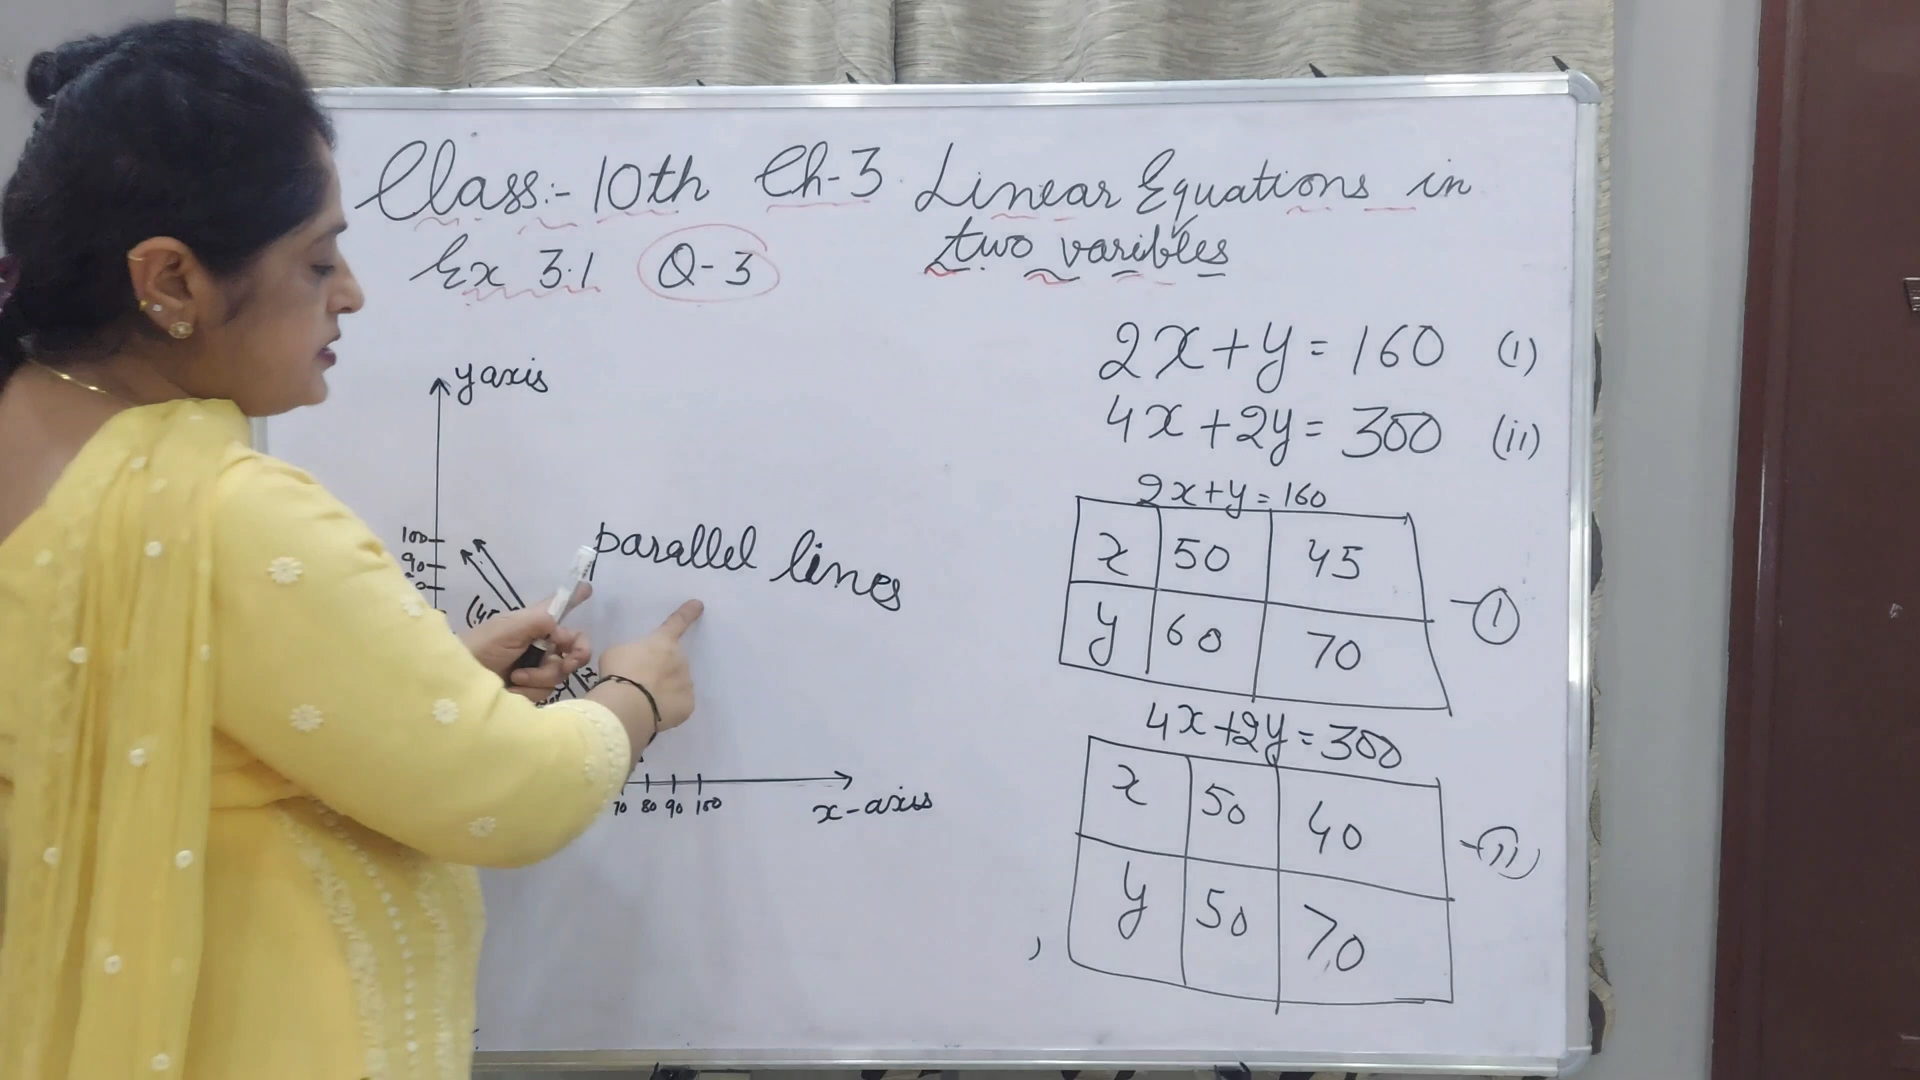 Class:- 10th Ch-3 Linear Equations in
two varibles
Ex 3.1 Q-3
2x+y=160 (i)
4x+2y=300 (ii)
y axis
100
90
parallel lines
70 80 90 100
x-axis
2x+y=160
x 50 45
y 60 70
I
4x+2y=300
x 50 40
y 50 70
II